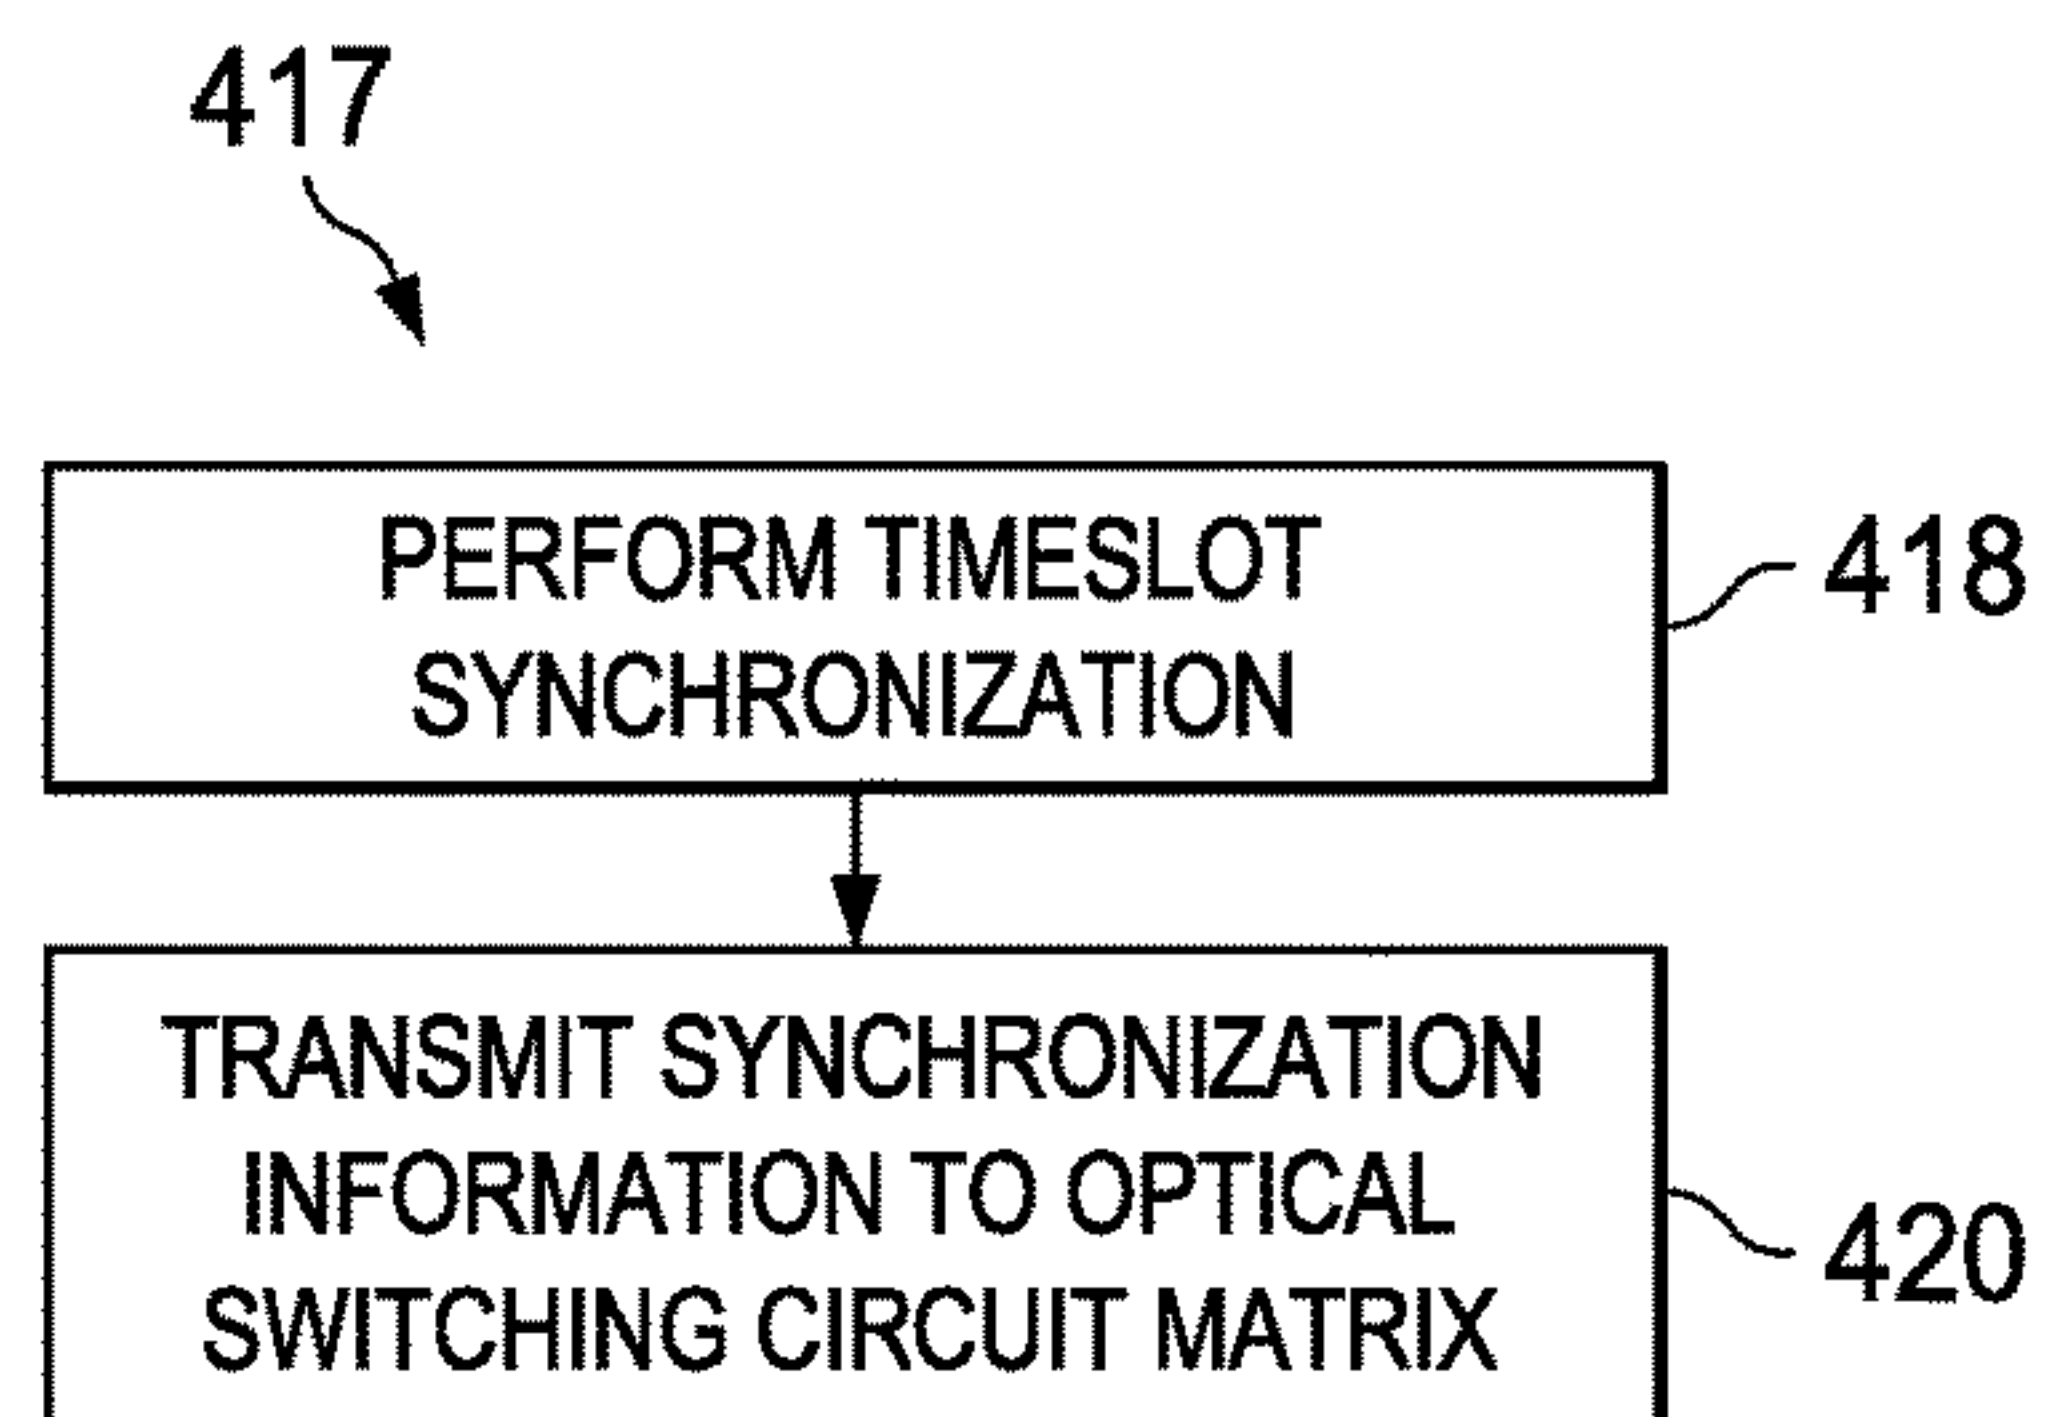 417
PERFORM TIMESLOT
SYNCHRONIZATION
418
TRANSMIT SYNCHRONIZATION
INFORMATION TO OPTICAL
SWITCHING CIRCUIT MATRIX
420